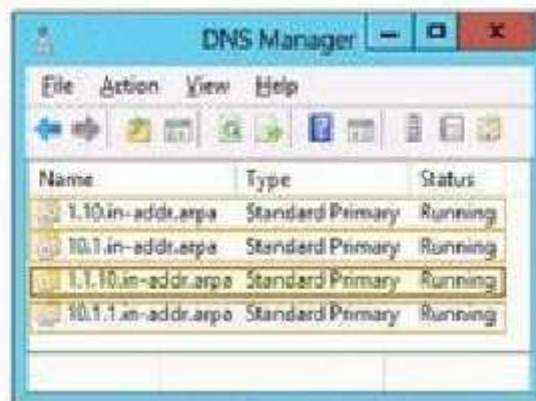 DNS Manager
File Action View Help
Name Type Status
1.10.in-addr.arpa Standard Primary Running
10.1.in-addr.arpa Standard Primary Running
1.1.10.in-addr.arpa Standard Primary Running
10.1.1.in-addr.arpa Standard Primary Running